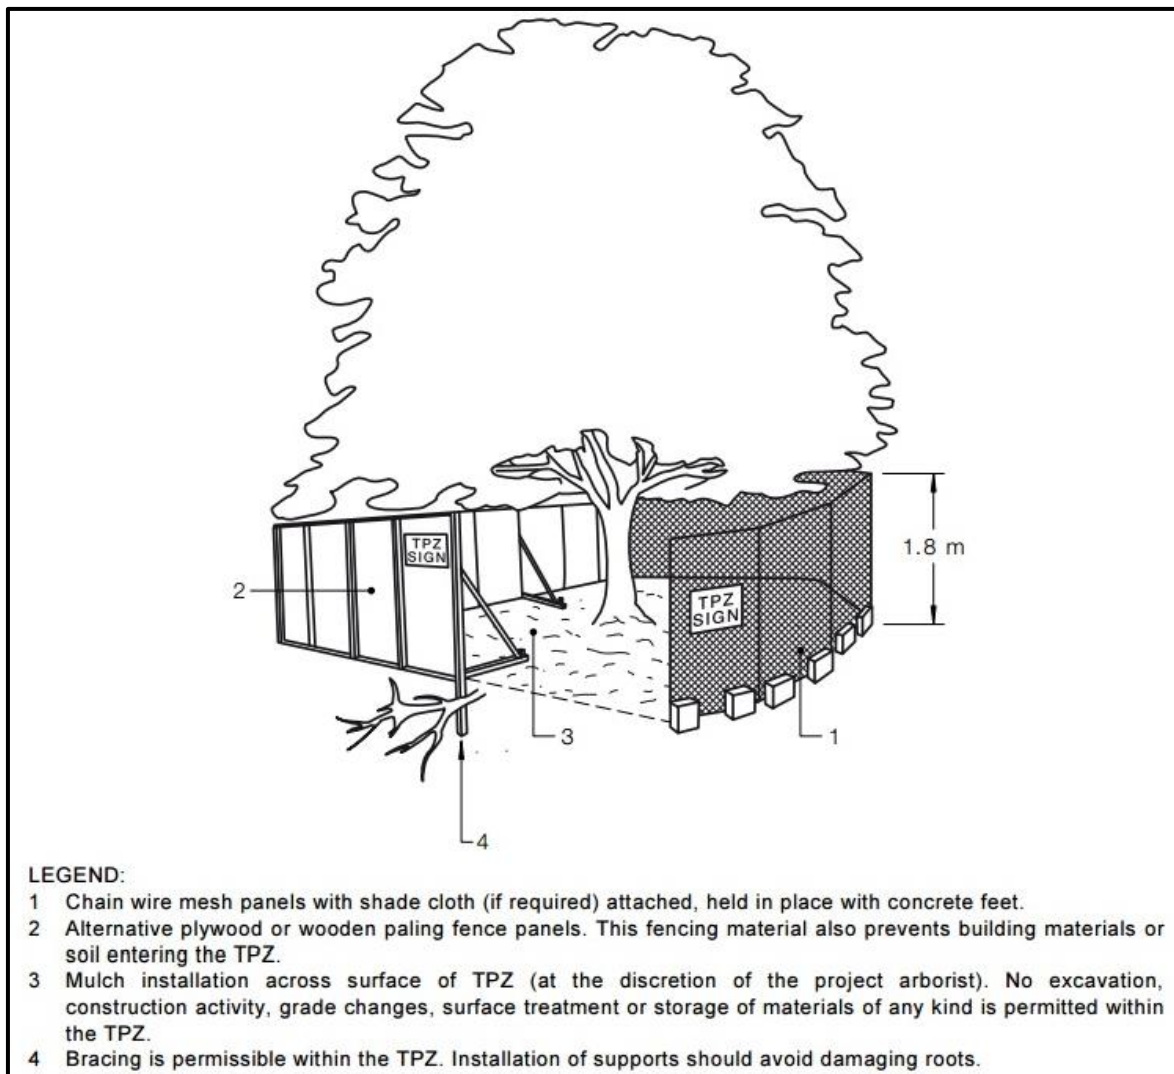 TPZ
SIGN
TPZ
SIGN
1.8 m
2
3
1
4
LEGEND:
1 Chain wire mesh panels with shade cloth (if required) attached, held in place with concrete feet.
2 Alternative plywood or wooden paling fence panels. This fencing material also prevents building materials or
soil entering the TPZ.
3 Mulch installation across surface of TPZ (at the discretion of the project arborist). No excavation,
construction activity, grade changes, surface treatment or storage of materials of any kind is permitted within
the TPZ.
4 Bracing is permissible within the TPZ. Installation of supports should avoid damaging roots.